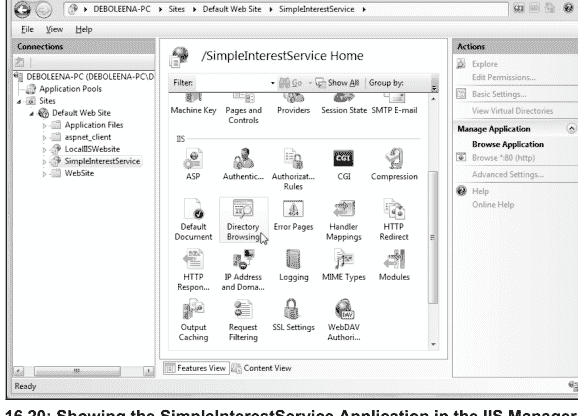 DEBOLEENA-PC ▸ Sites ▸ Default Web Site ▸ SimpleInterestService ▸
File View Help
Connections
DEBOLEENA-PC (DEBOLEENA-PC\D
Application Pools
Sites
Default Web Site
Application Files
aspnet_client
LocalIISWebsite
SimpleInterestService
WebSite
/SimpleInterestService Home
Filter: Go Show All Group by:
Machine Key Pages and Controls Providers Session State SMTP E-mail
IIS
CGI
ASP Authentic... Authorizat... Rules CGI Compression
404
Default Document Directory Browsing Error Pages Handler Mappings HTTP Redirect
HTTP Respon... IP Address and Doma... Logging MIME Types Modules
DAV
Output Caching Request Filtering SSL Settings WebDAV Authori...
Features View Content View
Ready
Actions
Explore
Edit Permissions...
Basic Settings...
View Virtual Directories
Manage Application
Browse Application
Browse *:80 (http)
Advanced Settings...
Help
Online Help
16.20: Showing the SimpleInterestService Application in the IIS Manager